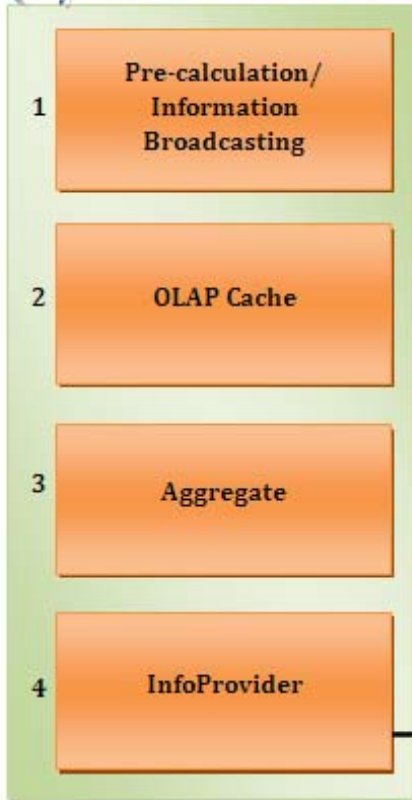 1
Pre-calculation/
Information
Broadcasting
2
OLAP Cache
3
Aggregate
4
InfoProvider